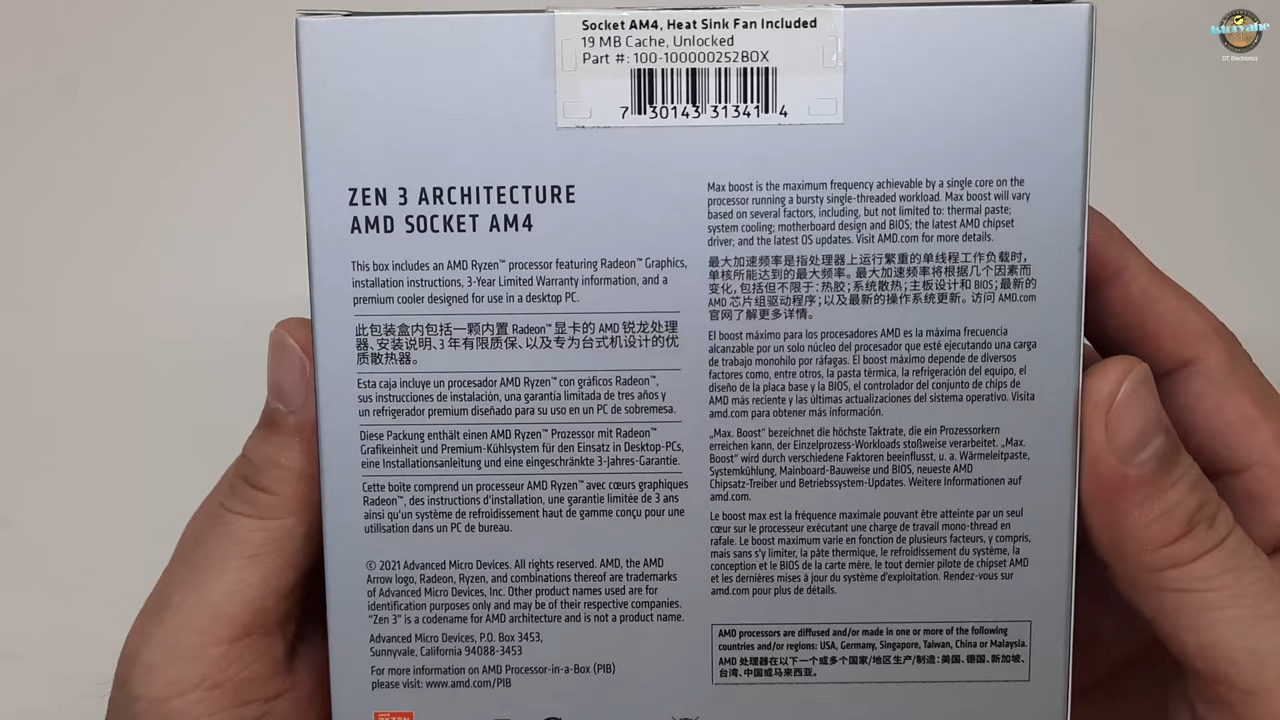 Socket AM4, Heat Sink Fan Included
19 MB Cache, Unlocked
Part #: 100-100000252BOX
7 30143 31341 4
DT Electronics
ZEN 3 ARCHITECTURE
AMD SOCKET AM4
This box includes an AMD Ryzen™ processor featuring Radeon™ Graphics,
installation instructions, 3-Year Limited Warranty information, and a
premium cooler designed for use in a desktop PC.
此包装盒内包括一颗内置 Radeon™ 显卡的 AMD 锐龙处理
器、安装说明、3 年有限质保、以及专为台式机设计的优
质散热器。
Esta caja incluye un procesador AMD Ryzen™ con gráficos Radeon™,
sus instrucciones de instalación, una garantía limitada de tres años y
un refrigerador premium diseñado para su uso en un PC de sobremesa.
Diese Packung enthält einen AMD Ryzen™ Prozessor mit Radeon™
Grafikeinheit und Premium-Kühlsystem für den Einsatz in Desktop-PCs,
eine Installationsanleitung und eine eingeschränkte 3-Jahres-Garantie.
Cette boîte comprend un processeur AMD Ryzen™ avec cœurs graphiques
Radeon™, des instructions d'installation, une garantie limitée de 3 ans
ainsi qu'un système de refroidissement haut de gamme conçu pour une
utilisation dans un PC de bureau.
© 2021 Advanced Micro Devices. All rights reserved. AMD, the AMD
Arrow logo, Radeon, Ryzen, and combinations thereof are trademarks
of Advanced Micro Devices, Inc. Other product names used are for
identification purposes only and may be of their respective companies.
"Zen 3" is a codename for AMD architecture and is not a product name.
Advanced Micro Devices, P.O. Box 3453,
Sunnyvale, California 94088-3453
For more information on AMD Processor-in-a-Box (PIB)
please visit: www.amd.com/PIB
Max boost is the maximum frequency achievable by a single core on the
processor running a bursty single-threaded workload. Max boost will vary
based on several factors, including, but not limited to: thermal paste;
system cooling; motherboard design and BIOS; the latest AMD chipset
driver; and the latest OS updates. Visit AMD.com for more details.
最大加速频率是指处理器上运行繁重的单线程工作负载时，
单核所能达到的最大频率。最大加速频率将根据几个因素而
变化，包括但不限于：热胶；系统散热；主板设计和 BIOS；最新的
AMD 芯片组驱动程序；以及最新的操作系统更新。访问 AMD.com
官网了解更多详情。
El boost máximo para los procesadores AMD es la máxima frecuencia
alcanzable por un solo núcleo del procesador que esté ejecutando una carga
de trabajo monohilo por ráfagas. El boost máximo depende de diversos
factores como, entre otros, la pasta térmica, la refrigeración del equipo, el
diseño de la placa base y la BIOS, el controlador del conjunto de chips de
AMD más reciente y las últimas actualizaciones del sistema operativo. Visita
amd.com para obtener más información.
„Max. Boost" bezeichnet die höchste Taktrate, die ein Prozessorkern
erreichen kann, der Einzelprozess-Workloads stoßweise verarbeitet. „Max.
Boost" wird durch verschiedene Faktoren beeinflusst, u. a. Wärmeleitpaste,
Systemkühlung, Mainboard-Bauweise und BIOS, neueste AMD
Chipsatz-Treiber und Betriebssystem-Updates. Weitere Informationen auf
amd.com.
Le boost max est la fréquence maximale pouvant être atteinte par un seul
cœur sur le processeur exécutant une charge de travail mono-thread en
rafale. Le boost maximum varie en fonction de plusieurs facteurs, y compris,
mais sans s'y limiter, la pâte thermique, le refroidissement du système, la
conception et le BIOS de la carte mère, le tout dernier pilote de chipset AMD
et les dernières mises à jour du système d'exploitation. Rendez-vous sur
amd.com pour plus de détails.
AMD processors are diffused and/or made in one or more of the following
countries and/or regions: USA, Germany, Singapore, Taiwan, China or Malaysia.
AMD 处理器在以下一个或多个国家/地区生产/制造：美国、德国、新加坡、
台湾、中国或马来西亚。